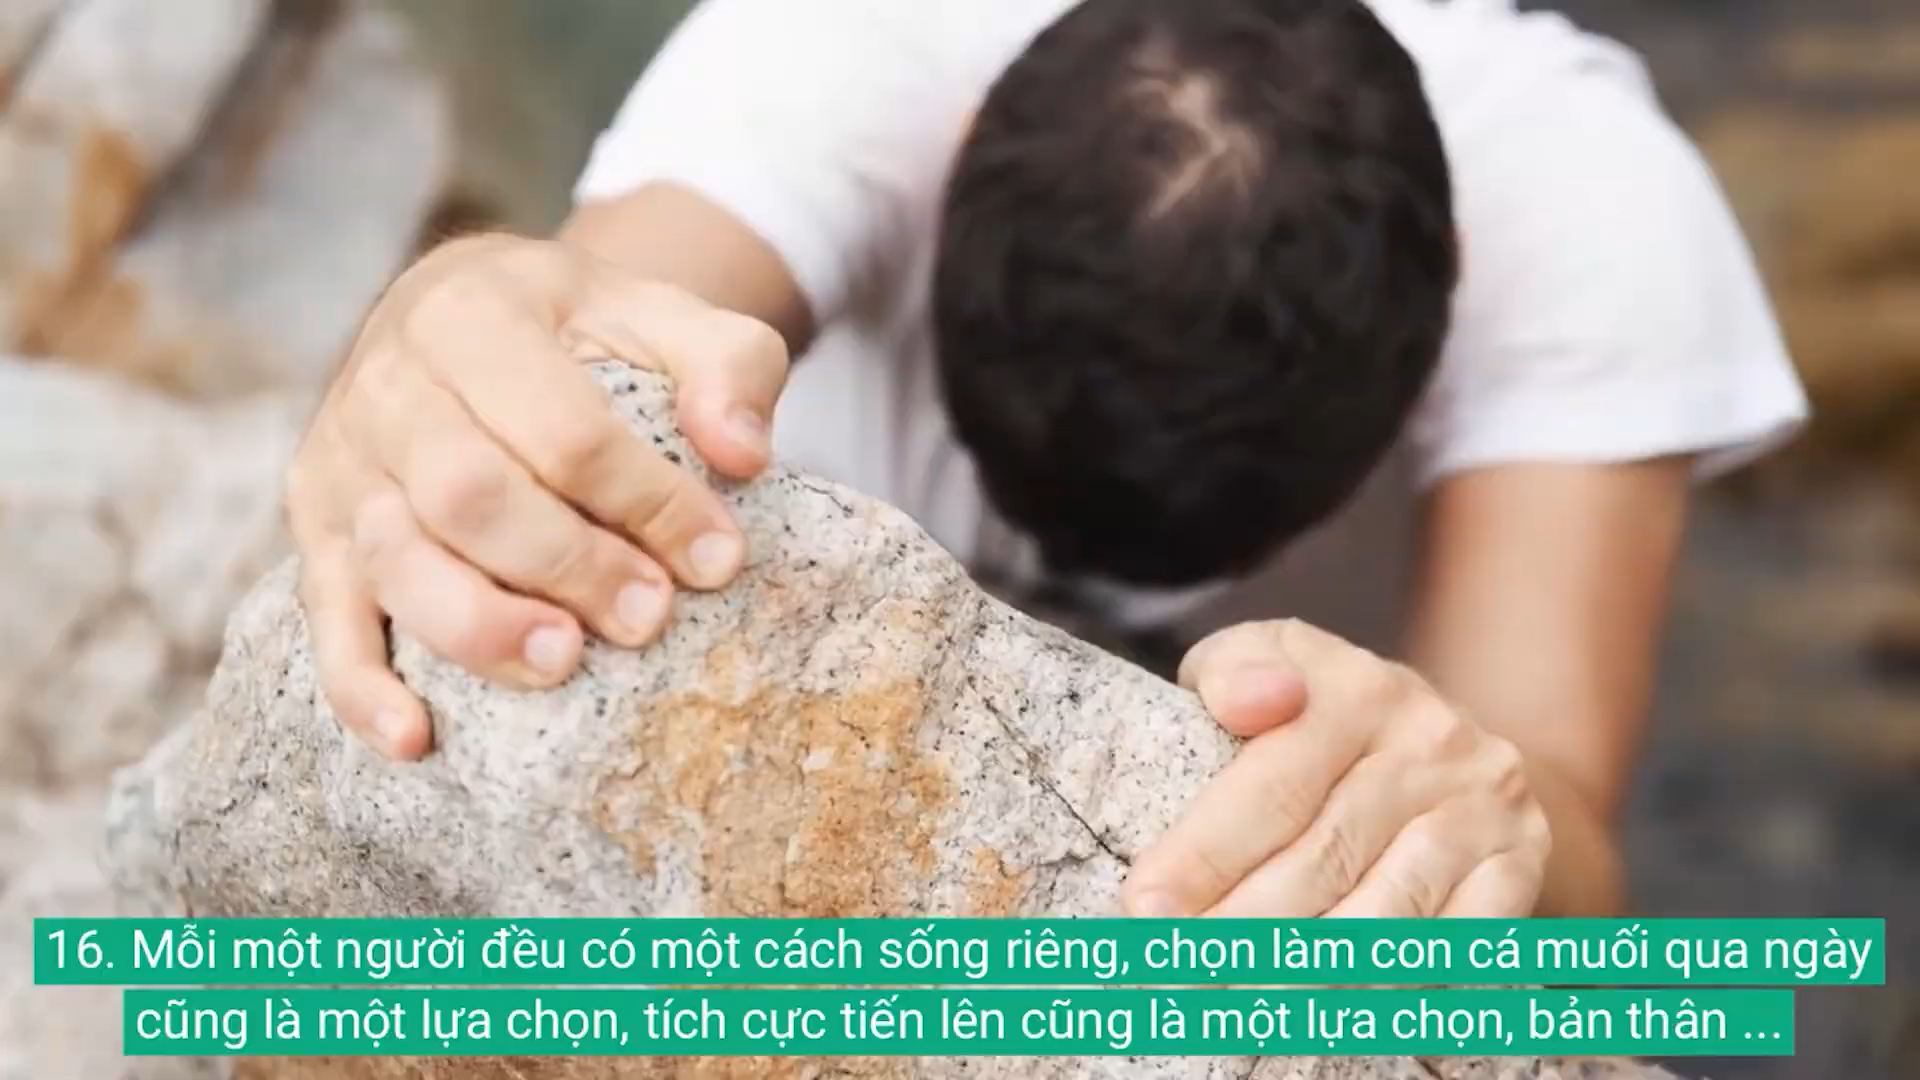 16. Mỗi một người đều có một cách sống riêng, chọn làm con cá muối qua ngày
cũng là một lựa chọn, tích cực tiến lên cũng là một lựa chọn, bản thân ...